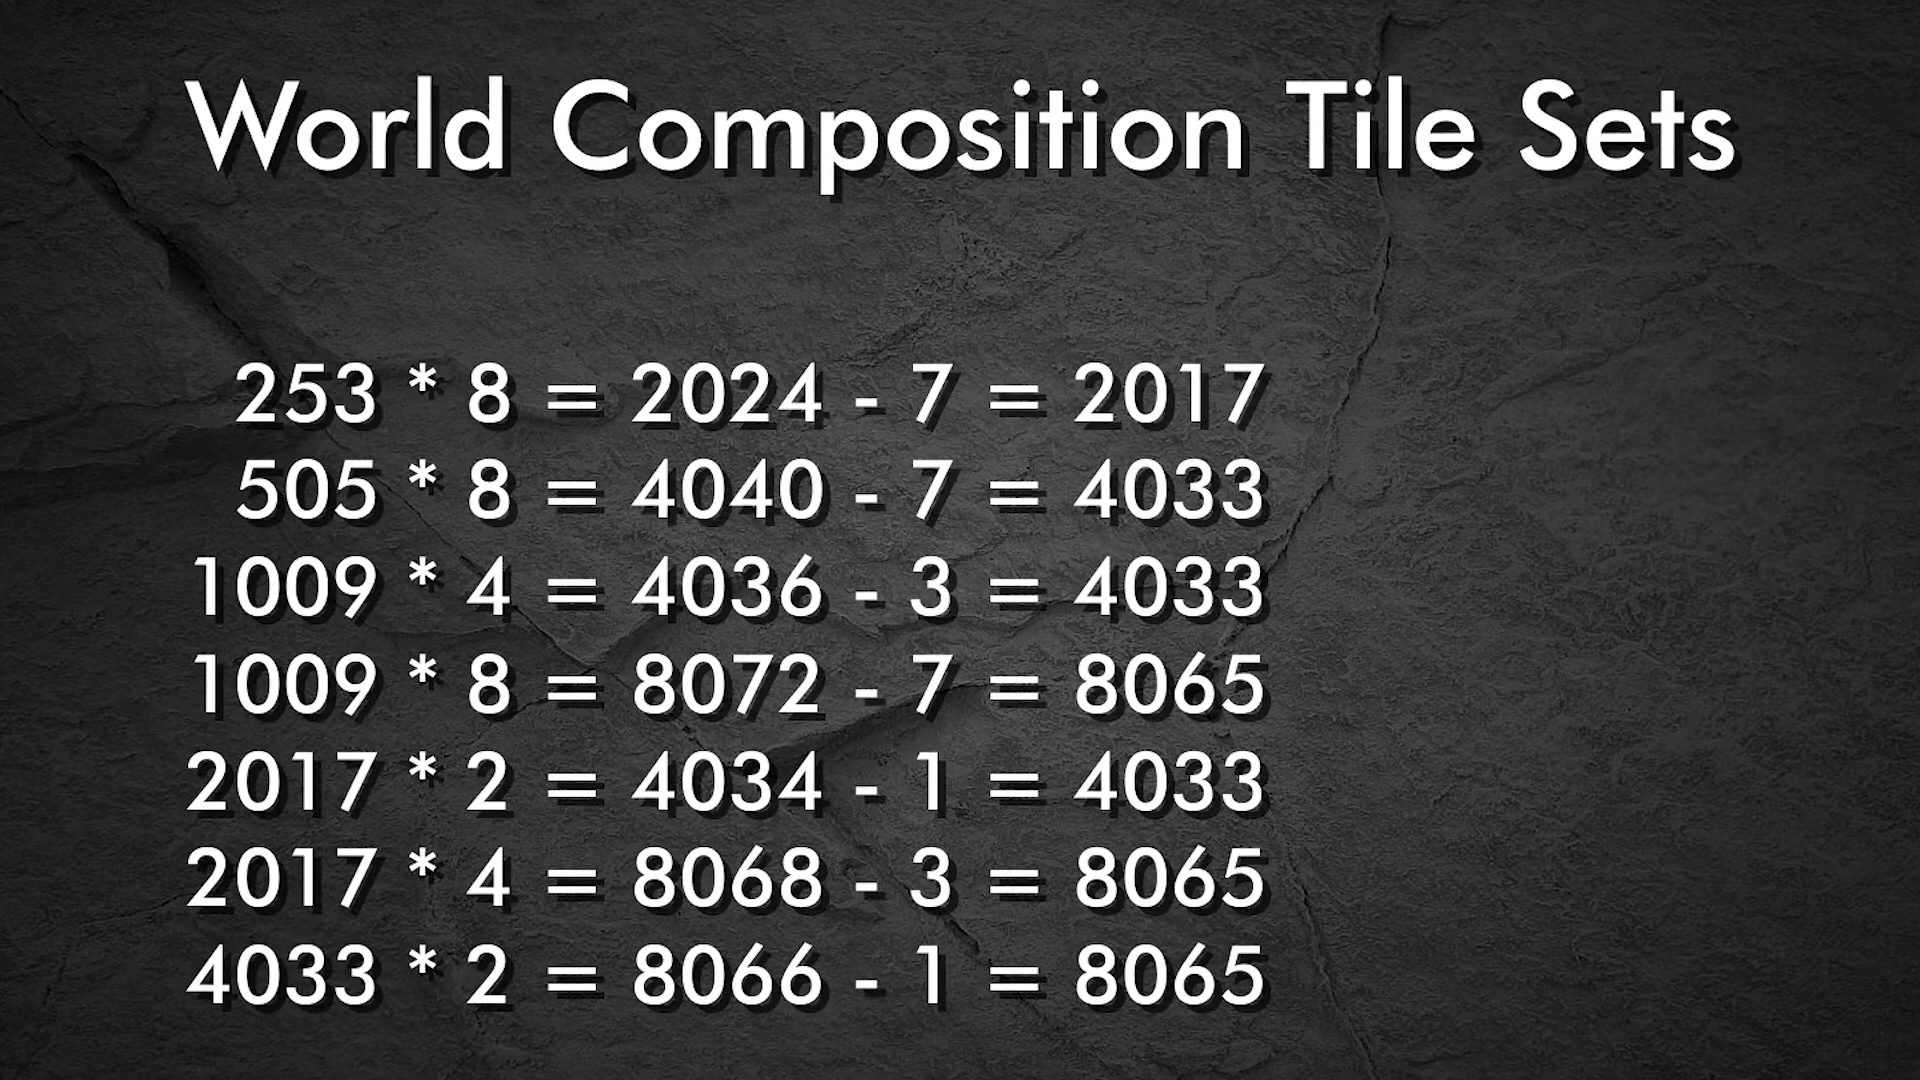 World Composition Tile Sets
253 * 8 = 2024 - 7 = 2017
505 * 8 = 4040 - 7 = 4033
1009 * 4 = 4036 - 3 = 4033
1009 * 8 = 8072 - 7 = 8065
2017 * 2 = 4034 - 1 = 4033
2017 * 4 = 8068 - 3 = 8065
4033 * 2 = 8066 - 1 = 8065